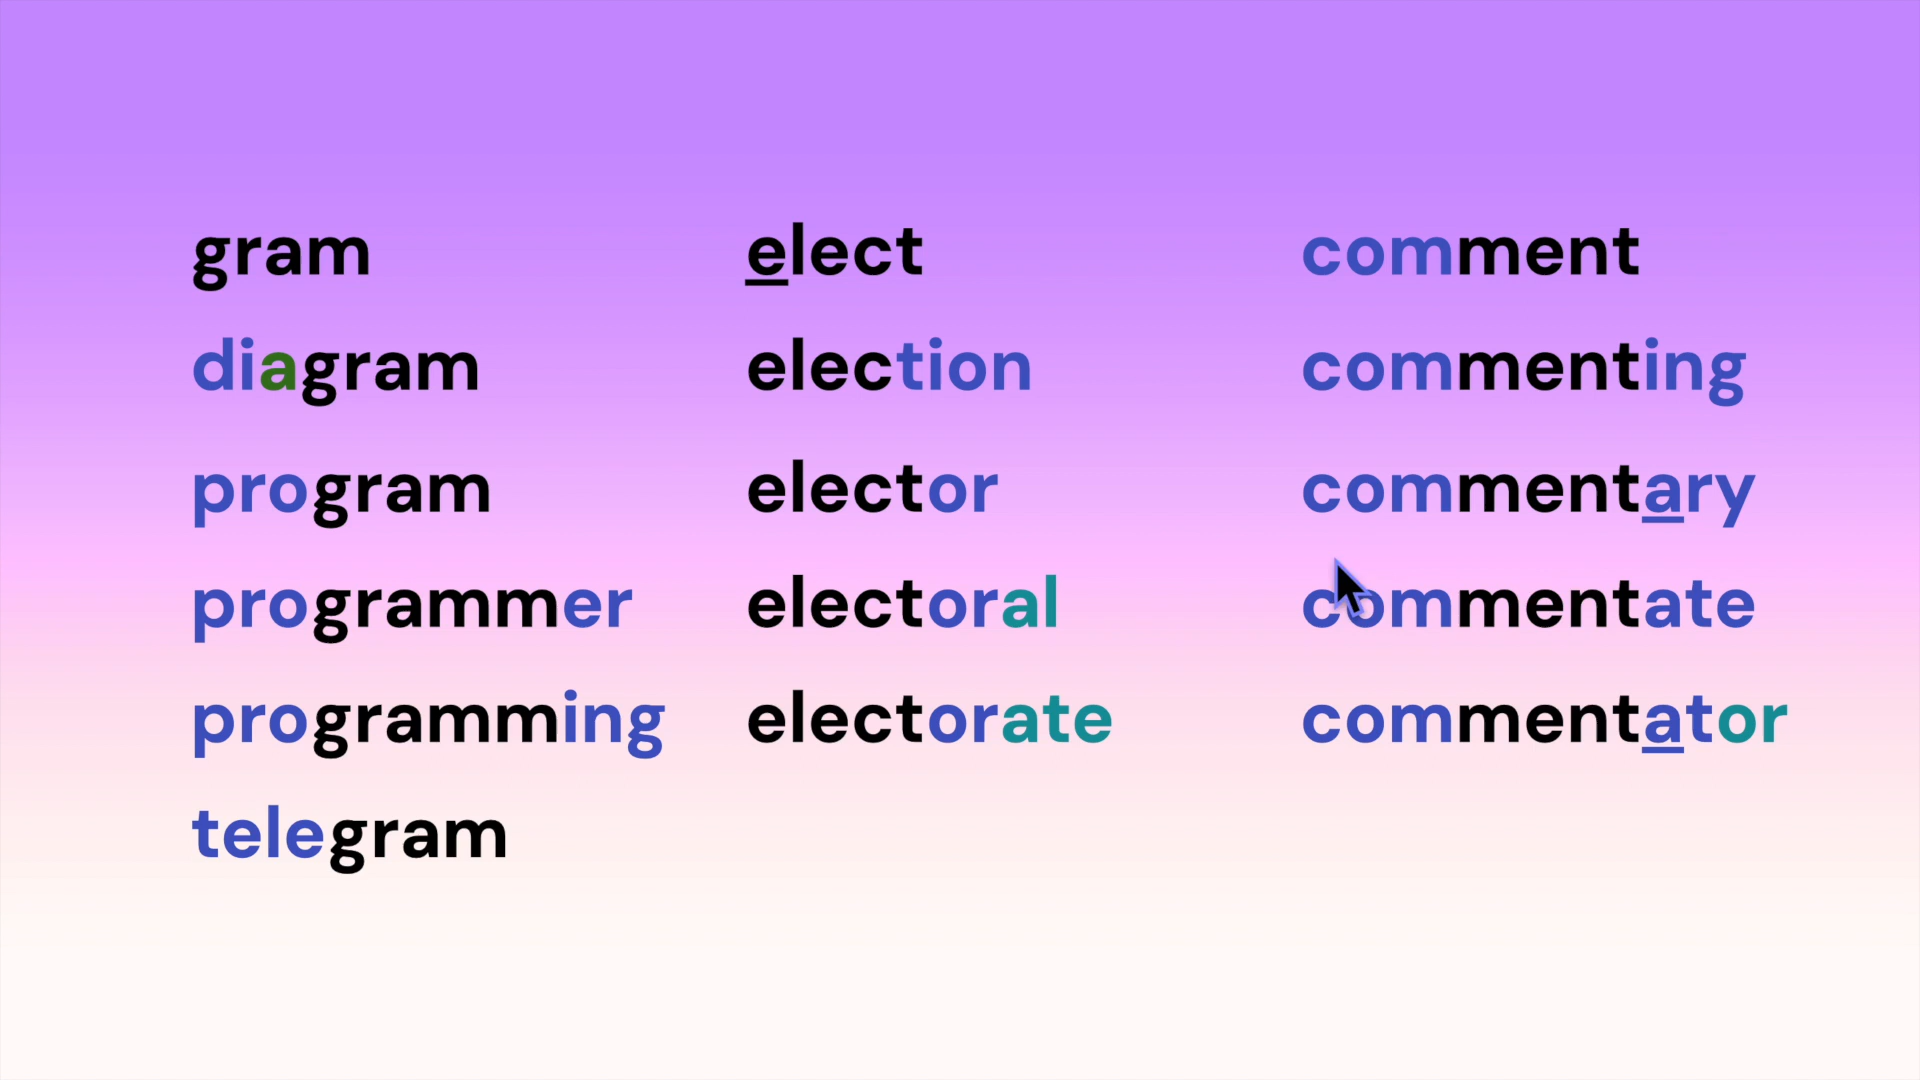 gram
diagram
program
programmer
programming
telegram
elect
election
elector
electoral
electorate
comment
commenting
commentary
commentate
commentator